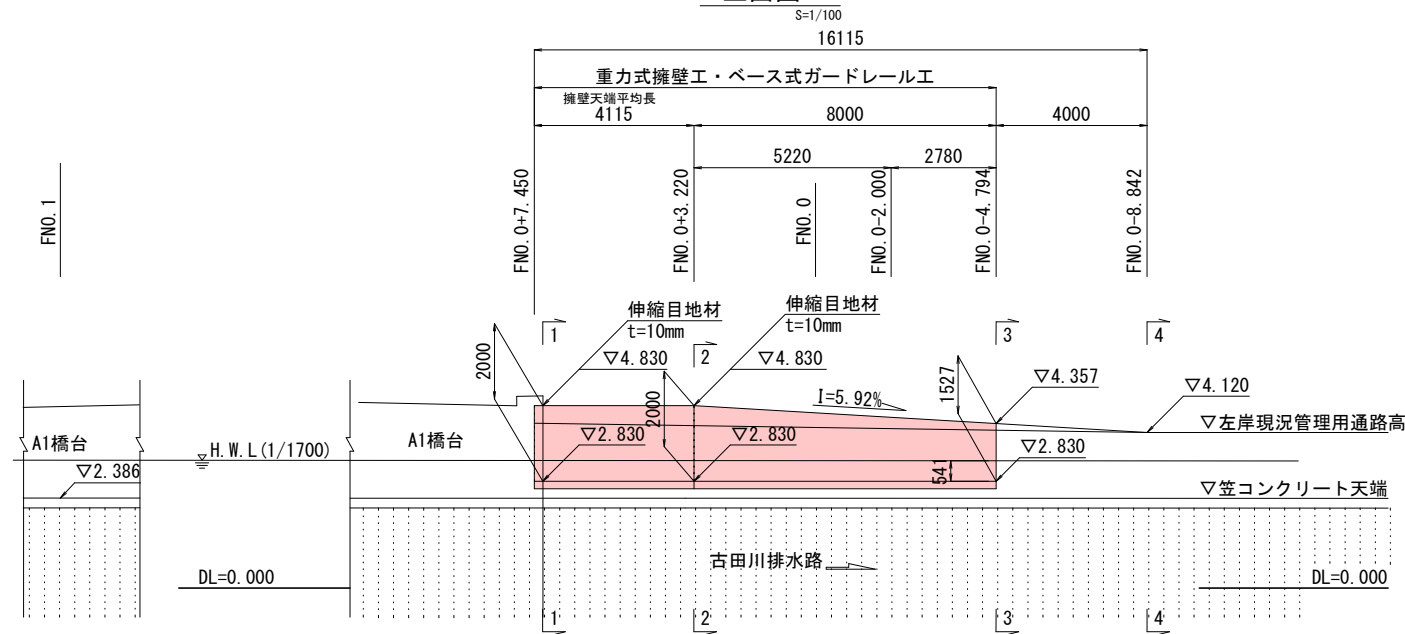 S=1/100
16115
重力式擁壁工・ベース式ガードレール工
擁壁天端平均長
4115
8000
4000
5220
2780
FNO.1
FNO.0+7.450
FNO.0+3.220
FNO.0
FNO.0-2.000
FNO.0-4.794
FNO.0-8.842
伸縮目地材
t=10mm
伸縮目地材
t=10mm
1
2
3
4
2000
▽4.830
2000
▽4.830
I=5.92%
1527
▽4.357
▽4.120
▽左岸現況管理用通路高
A1橋台
H.W.L(1/1700)
A1橋台
▽2.830
▽2.830
541
▽2.830
▽2.386
▽笠コンクリート天端
古田川排水路
DL=0.000
DL=0.000
1
2
3
4